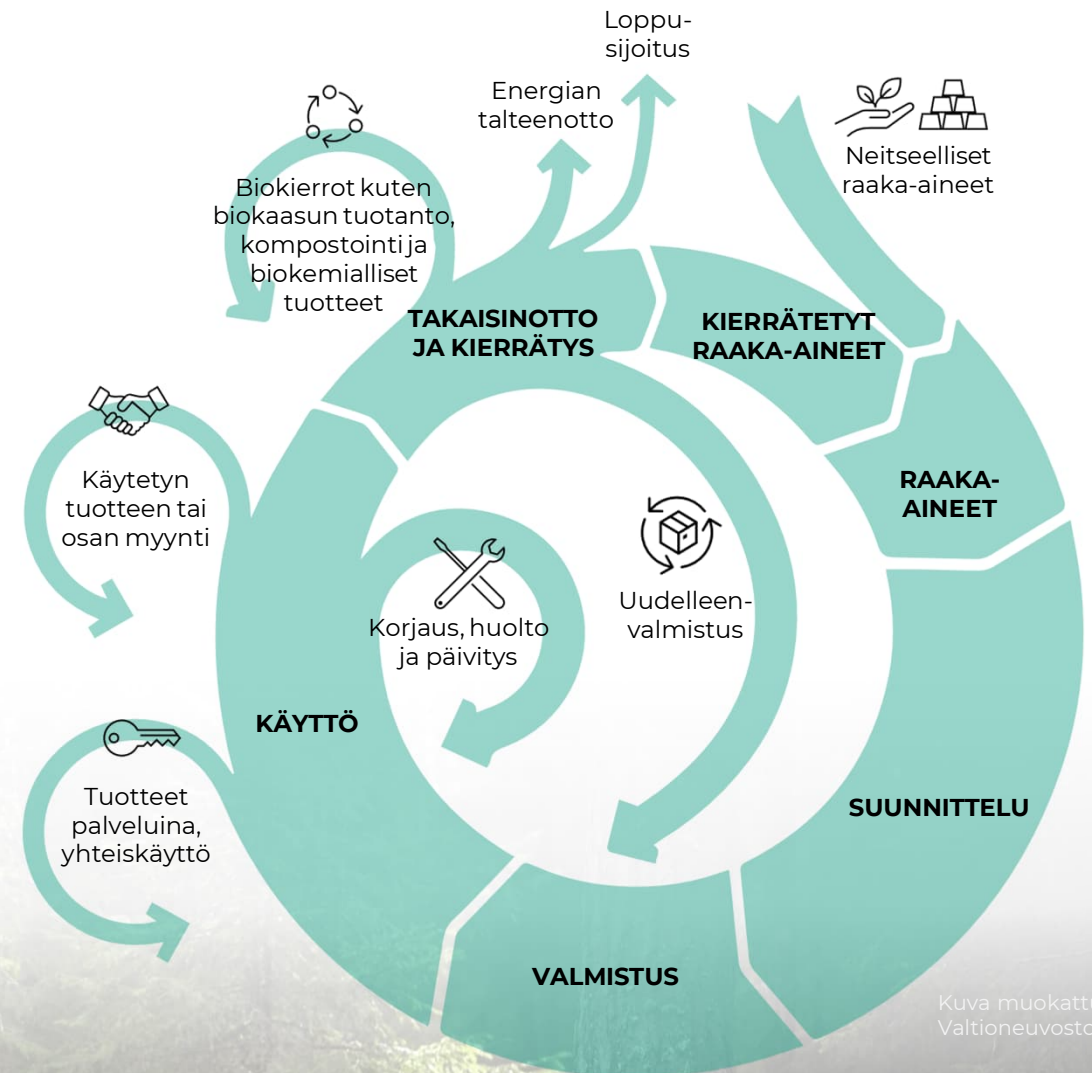 Loppu-
sijoitus
Energian
talteenotto
Neitseelliset
raaka-aineet
Biokierrot kuten
biokaasun tuotanto,
kompostointi ja
biokemialliset
tuotteet
TAKAISINOTTO
JA KIERRÄTYS
KIERRÄTETYT
RAAKA-AINEET
RAAKA-
AINEET
Käytetyn
tuotteen tai
osan myynti
Korjaus, huolto
ja päivitys
Uudelleen-
valmistus
KÄYTTÖ
Tuotteet
palveluina,
yhteiskäyttö
SUUNNITTELU
VALMISTUS
Kuva